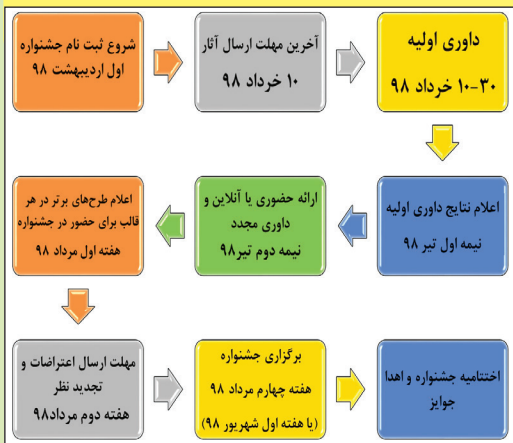 شروع ثبت نام جشنواره
اول اردیبهشت ۹۸
آخرین مهلت ارسال آثار
۱۰ خرداد ۹۸
داوری اولیه
۱۰-۳۰ خرداد ۹۸
اعلام نتایج داوری اولیه
نیمه اول تیر ۹۸
ارائه حضوری یا آنلاین و
داوری مجدد
نیمه دوم تیر۹۸
اعلام طرح‌های برتر در هر
قالب برای حضور در جشنواره
هفته اول مرداد ۹۸
مهلت ارسال اعتراضات و
تجدید نظر
هفته دوم مرداد۹۸
برگزاری جشنواره
هفته چهارم مرداد ۹۸
(یا هفته اول شهریور ۹۸)
اختتامیه جشنواره و اهدا
جوایز